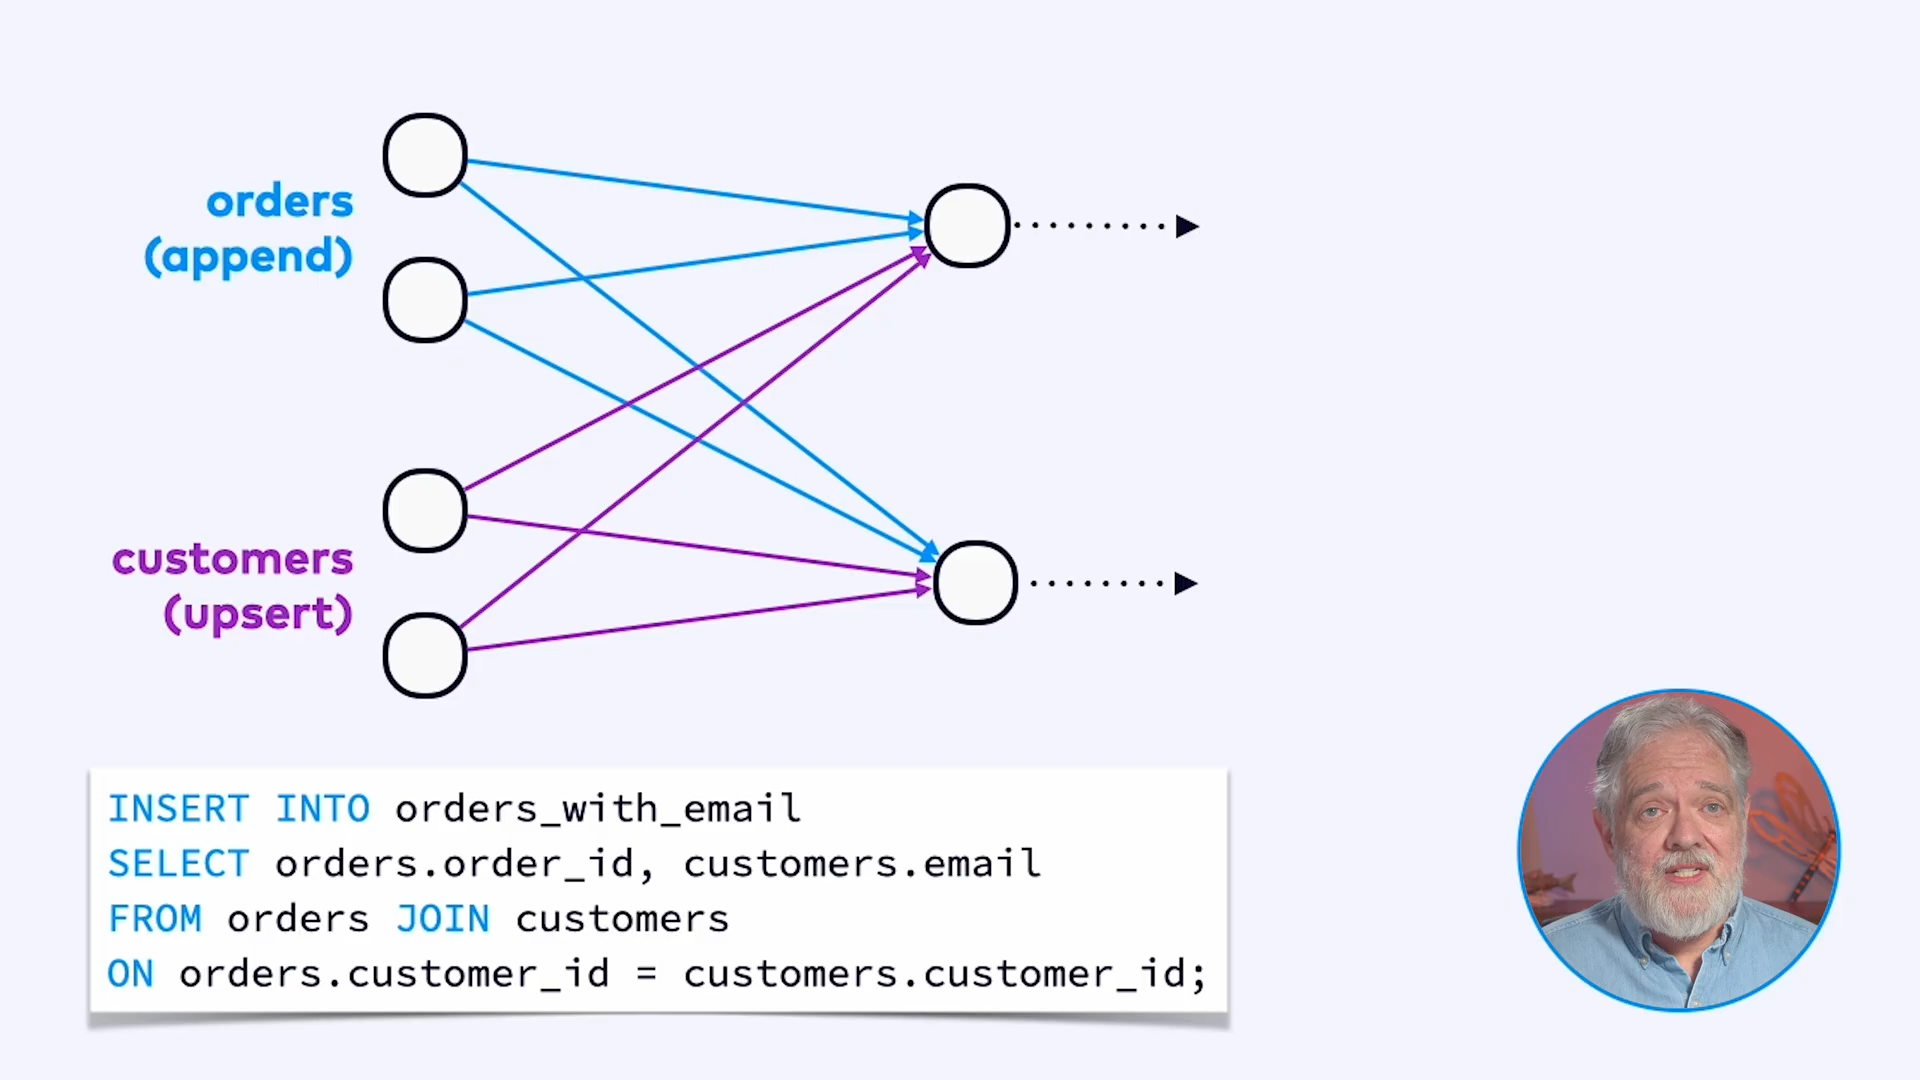 orders
(append)
customers
(upsert)
INSERT INTO orders_with_email
SELECT orders.order_id, customers.email
FROM orders JOIN customers
ON orders.customer_id = customers.customer_id;